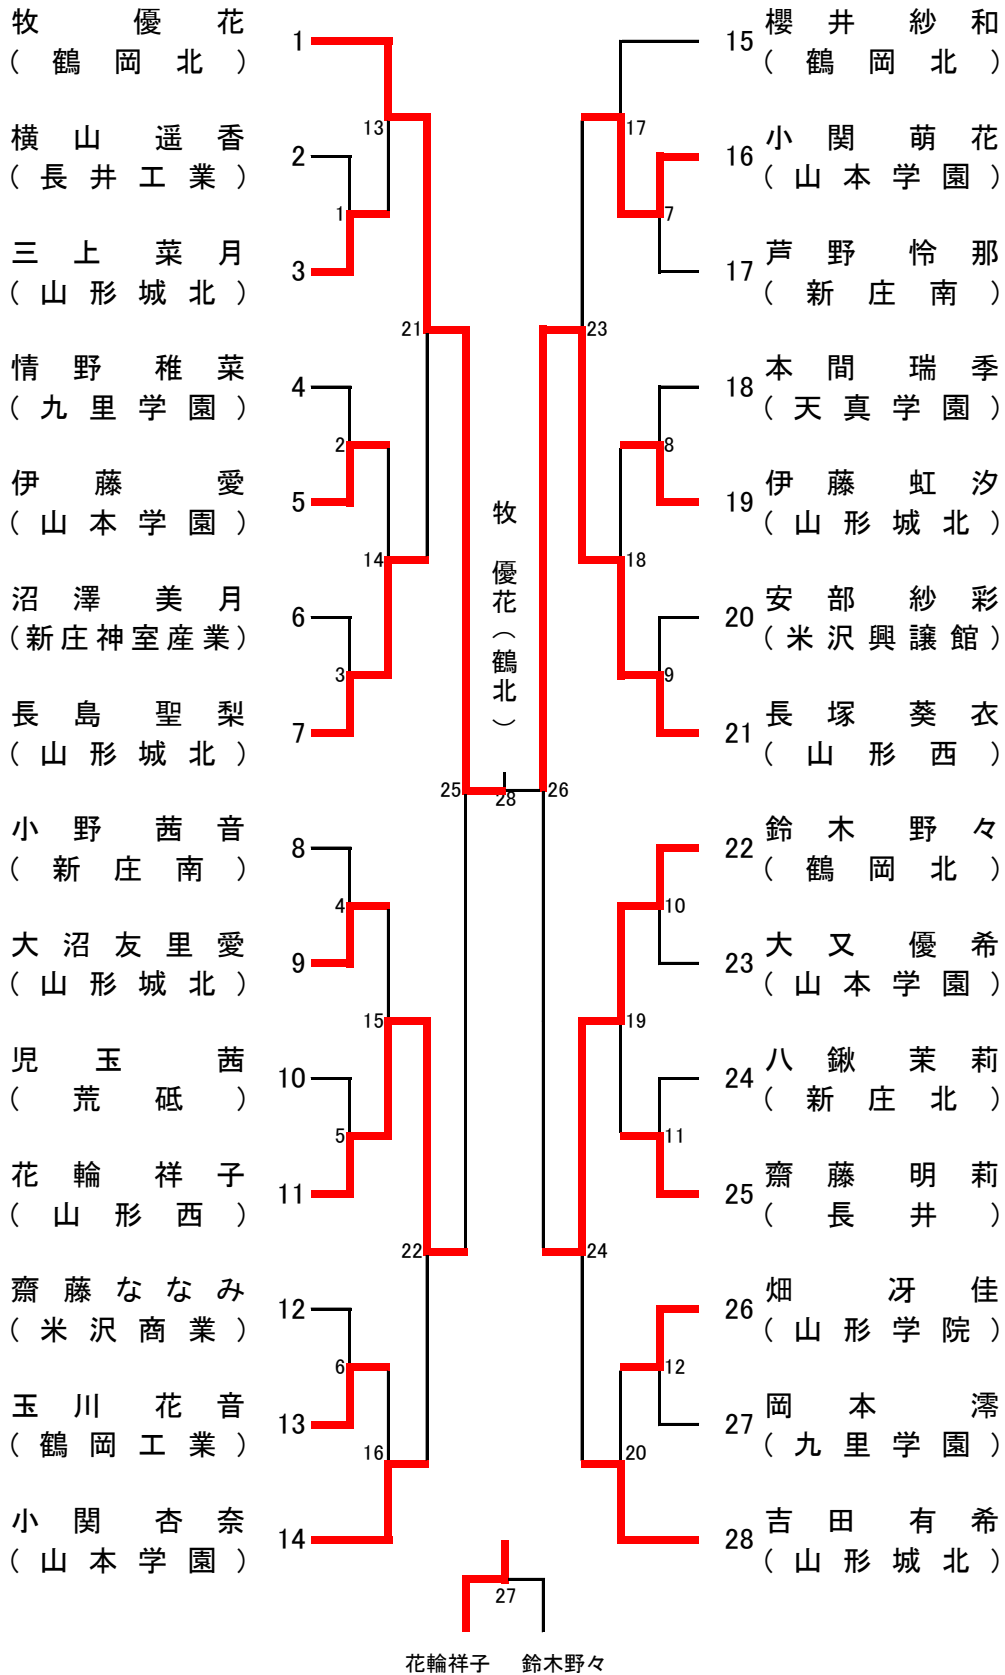 牧優花
(鶴岡北)
1
横山遥香
(長井工業)
2
三上菜月
(山形城北)
3
情野稚菜
(九里学園)
4
伊藤愛
(山本学園)
5
沼澤美月
(新庄神室産業)
6
長島聖梨
(山形城北)
7
小野茜音
(新庄南)
8
大沼友里愛
(山形城北)
9
児玉茜
(荒砥)
10
花輪祥子
(山形西)
11
齋藤ななみ
(米沢商業)
12
玉川花音
(鶴岡工業)
13
小関杏奈
(山本学園)
14
13
1
21
2
14
3
25
4
15
5
22
6
16
牧優花(鶴北)
28
27
花輪祥子 鈴木野々
17
7
23
8
18
9
26
10
19
11
24
12
20
15 櫻井紗和
(鶴岡北)
16 小関萌花
(山本学園)
17 芦野怜那
(新庄南)
18 本間瑞季
(天真学園)
19 伊藤虹汐
(山形城北)
20 安部紗彩
(米沢興譲館)
21 長塚葵衣
(山形西)
22 鈴木野々
(鶴岡北)
23 大又優希
(山本学園)
24 八鍬茉莉
(新庄北)
25 齋藤明莉
(長井)
26 畑冴佳
(山形学院)
27 岡本澪
(九里学園)
28 吉田有希
(山形城北)